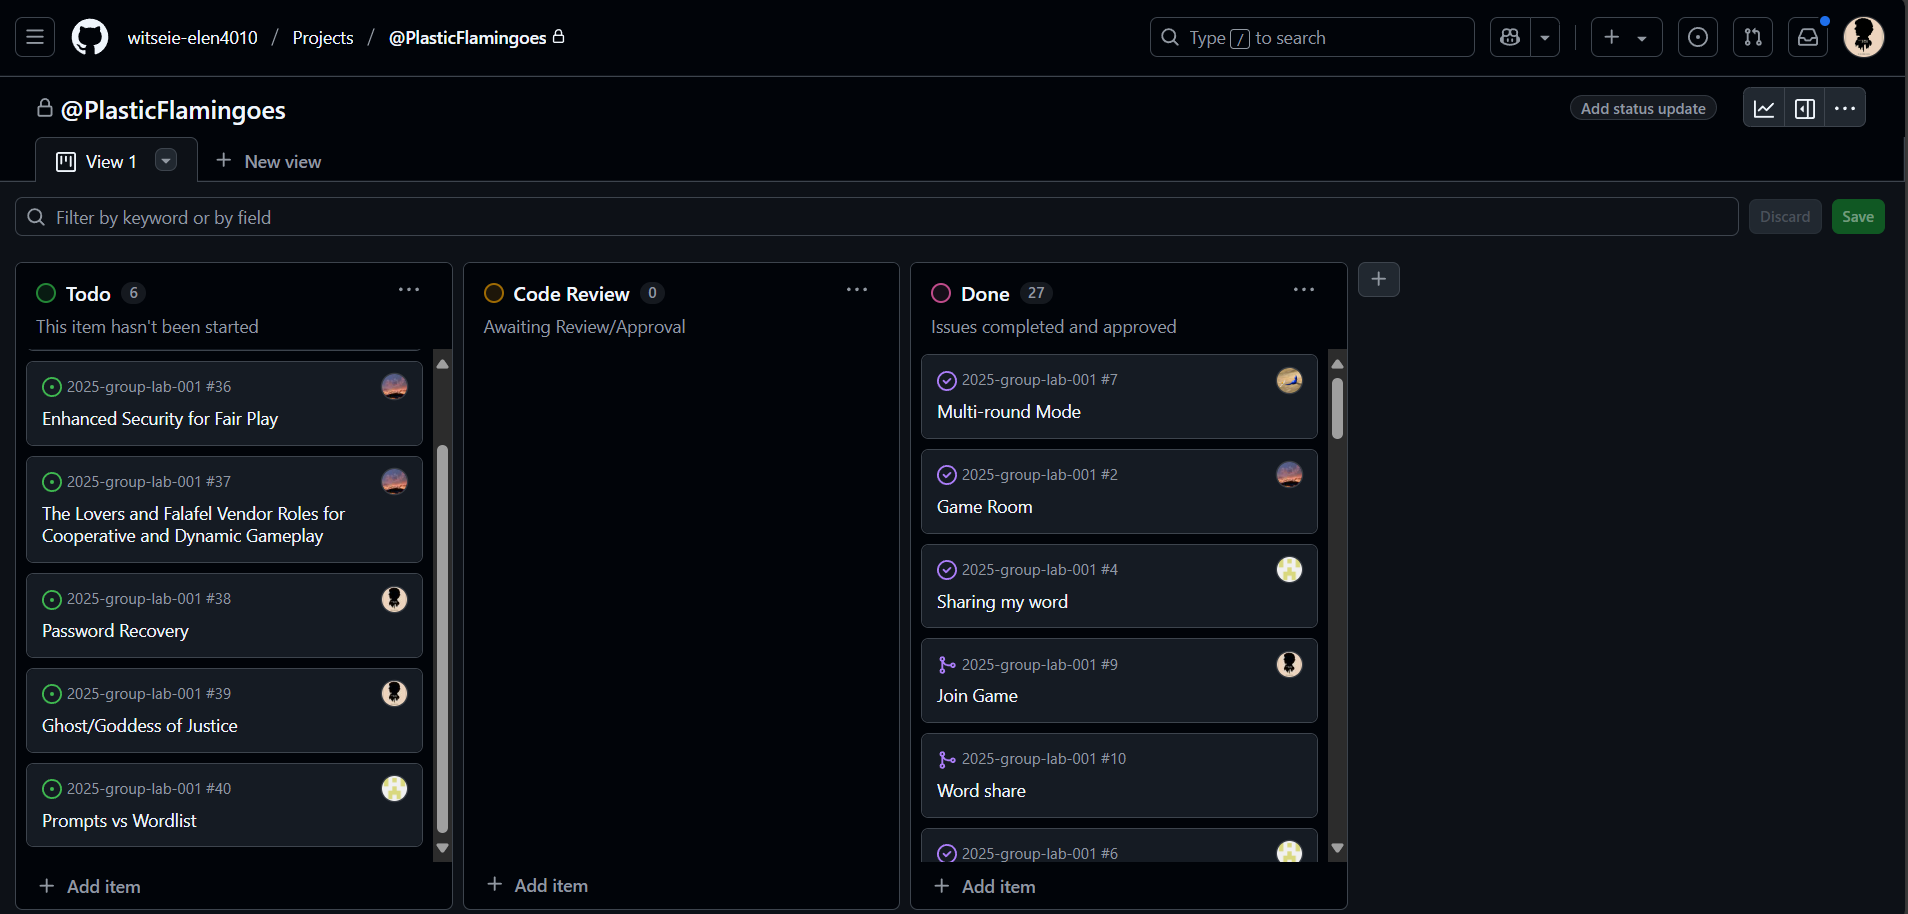 witseie-elen4010 / Projects / @PlasticFlamingoes
Type / to search
@PlasticFlamingoes
Add status update
View 1
New view
Filter by keyword or by field
Discard
Save
Todo 6
This item hasn't been started
2025-group-lab-001 #36
Enhanced Security for Fair Play
2025-group-lab-001 #37
The Lovers and Falafel Vendor Roles for
Cooperative and Dynamic Gameplay
2025-group-lab-001 #38
Password Recovery
2025-group-lab-001 #39
Ghost/Goddess of Justice
2025-group-lab-001 #40
Prompts vs Wordlist
Add item
Code Review 0
Awaiting Review/Approval
Add item
Done 27
Issues completed and approved
2025-group-lab-001 #7
Multi-round Mode
2025-group-lab-001 #2
Game Room
2025-group-lab-001 #4
Sharing my word
2025-group-lab-001 #9
Join Game
2025-group-lab-001 #10
Word share
2025-group-lab-001 #6
Add item